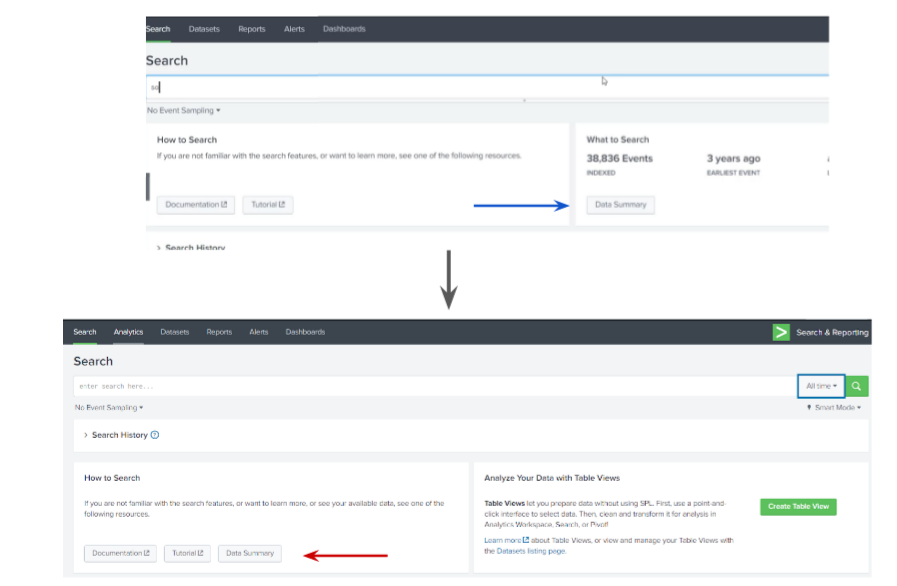 Search Datasets Reports Alerts Dashboards
Search
No Event Sampling
How to Search
If you are not familiar with the search features, or want to learn more, see one of the following resources.
Documentation Tutorial
What to Search
38,836 Events 3 years ago
INDEXED EARLIEST EVENT
Data Summary
> Search History
Search Analytics Datasets Reports Alerts Dashboards
> Search & Reporting
Search
enter search here...
All time
No Event Sampling
Smart Mode
> Search History ?
How to Search
If you are not familiar with the search features, or want to learn more, or see your available data, see one of the
following resources.
Documentation Tutorial Data Summary
Analyze Your Data with Table Views
Table Views let you prepare data without using SPL. First, use a point-and-
click interface to select data. Then, clean and transform it for analysis in
Analytics Workspace, Search, or Pivot!
Learn more about Table Views, or view and manage your Table Views with
the Datasets listing page.
Create Table View